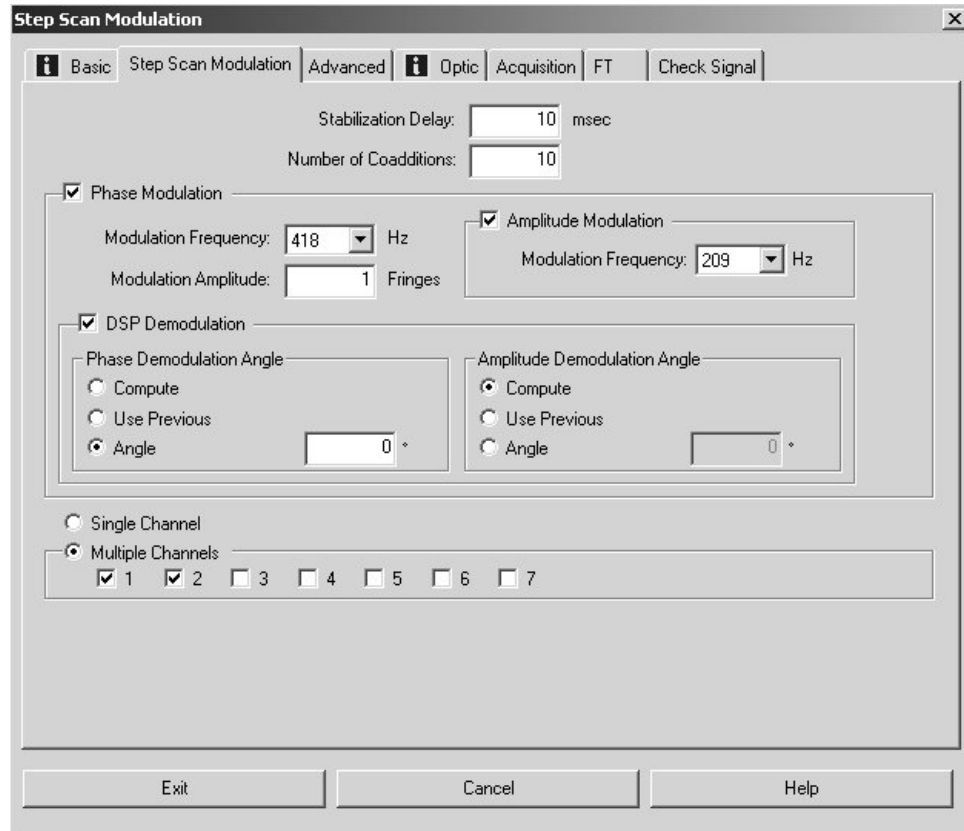 Step Scan Modulation
Basic Step Scan Modulation Advanced Optic Acquisition FT Check Signal
Stabilization Delay: 10 msec
Number of Coadditions: 10
Phase Modulation
Modulation Frequency: 418 Hz
Modulation Amplitude: 1 Fringes
Amplitude Modulation
Modulation Frequency: 209 Hz
DSP Demodulation
Phase Demodulation Angle
Compute
Use Previous
Angle 0 °
Amplitude Demodulation Angle
Compute
Use Previous
Angle 0 °
Single Channel
Multiple Channels
1 2 3 4 5 6 7
Exit Cancel Help